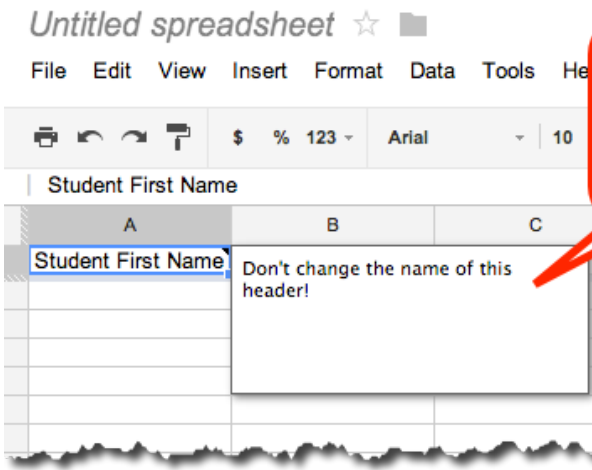 Untitled spreadsheet
File Edit View Insert Format Data Tools He
$ % 123 Arial 10
Student First Name
A B C
Student First Name
Don't change the name of this
header!